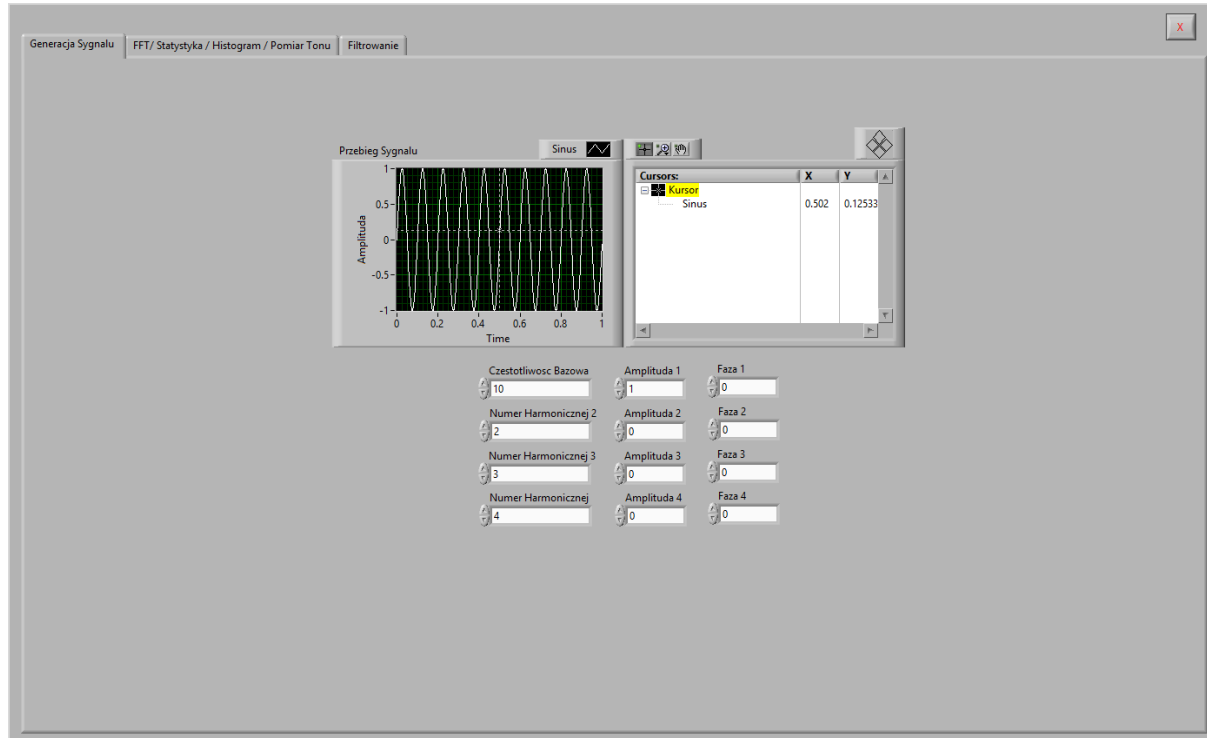 X
Generacja Sygnalu FFT/ Statystyka / Histogram / Pomiar Tonu Filtrowanie
Przebieg Sygnalu Sinus
Cursors: X Y
Kursor
Sinus 0.502 0.12533
Amplituda
1
0.5
0
-0.5
-1
0 0.2 0.4 0.6 0.8 1
Time
Czestotliwosc Bazowa Amplituda 1 Faza 1
10 1 0
Numer Harmonicznej 2 Amplituda 2 Faza 2
2 0 0
Numer Harmonicznej 3 Amplituda 3 Faza 3
3 0 0
Numer Harmonicznej Amplituda 4 Faza 4
4 0 0